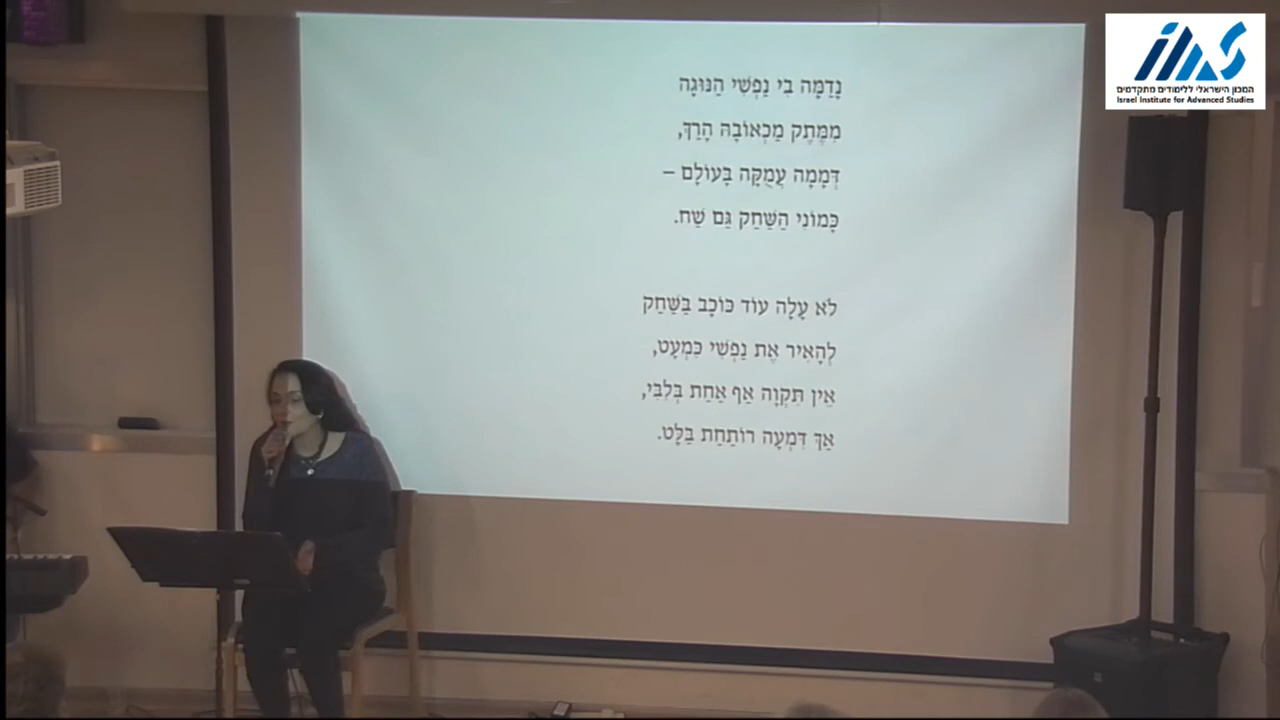 נָדַמָּה בִּי נַפְשִׁי הַנּוּגָה
מִמֶּתֶק מַכְאוֹבָהּ הָרַךְ,
דְּמָמָה עֲמֻקָּה בָּעוֹלָם –
כָּמוֹנִי הַשַּׁחַק גַּם שַׁח.
לֹא עָלָה עוֹד כּוֹכָב בַּשַּׁחַק
לְהָאִיר אֶת נַפְשִׁי כִּמְעָט,
אֵין תִּקְוָה אַף אַחַת בְּלִבִּי,
אַךְ דִּמְעָה רוֹתַחַת בַּלָּט.
המכון הישראלי ללימודים מתקדמים
Israel Institute for Advanced Studies